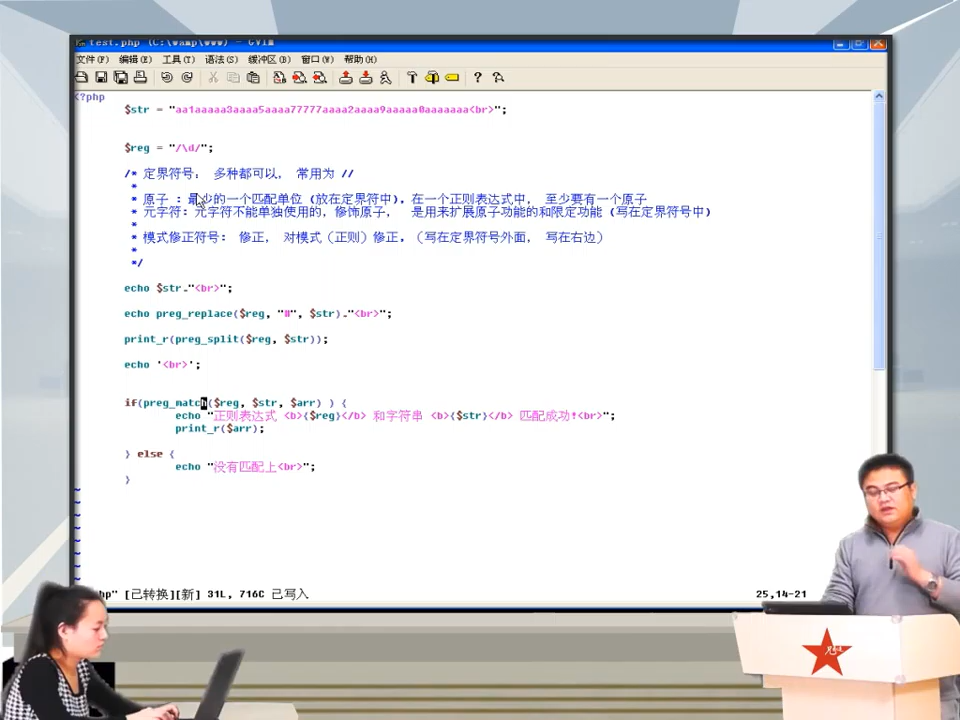 test.php (C:\wamp\www) - GVIM
文件(F) 编辑(E) 工具(T) 语法(S) 缓冲区(B) 窗口(W) 帮助(H)
<?php
$str = "aa1aaaaa3aaaa5aaaa77777aaaa2aaaa9aaaaa0aaaaaaa<br>";
$reg = "/\d/";
/* 定界符号： 多种都可以， 常用为 //
*
* 原子 ：最少的一个匹配单位 (放在定界符中)。在一个正则表达式中， 至少要有一个原子
* 元字符：元字符不能单独使用的，修饰原子， 是用来扩展原子功能的和限定功能 (写在定界符号中)
*
* 模式修正符号： 修正， 对模式（正则）修正。（写在定界符号外面， 写在右边）
*
*/
echo $str."<br>";
echo preg_replace($reg, "#", $str)."<br>";
print_r(preg_split($reg, $str));
echo '<br>';
if(preg_match($reg, $str, $arr) ) {
echo "正则表达式 <b>{$reg}</b> 和字符串 <b>{$str}</b> 匹配成功!<br>";
print_r($arr);
} else {
echo "没有匹配上<br>";
}
~
~
~
~
~
~
~
~
hp" [已转换][新] 31L, 716C 已写入 25,14-21